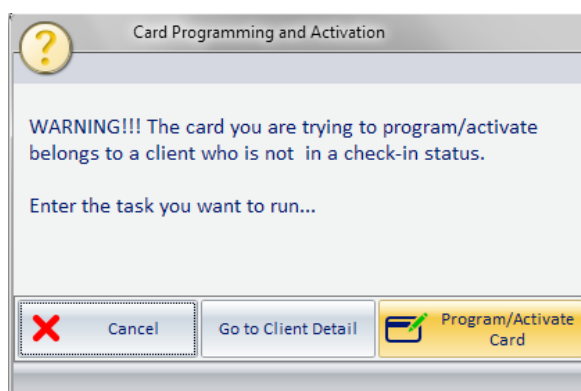 Card Programming and Activation
WARNING!!! The card you are trying to program/activate
belongs to a client who is not in a check-in status.
Enter the task you want to run...
Cancel
Go to Client Detail
Program/Activate
Card